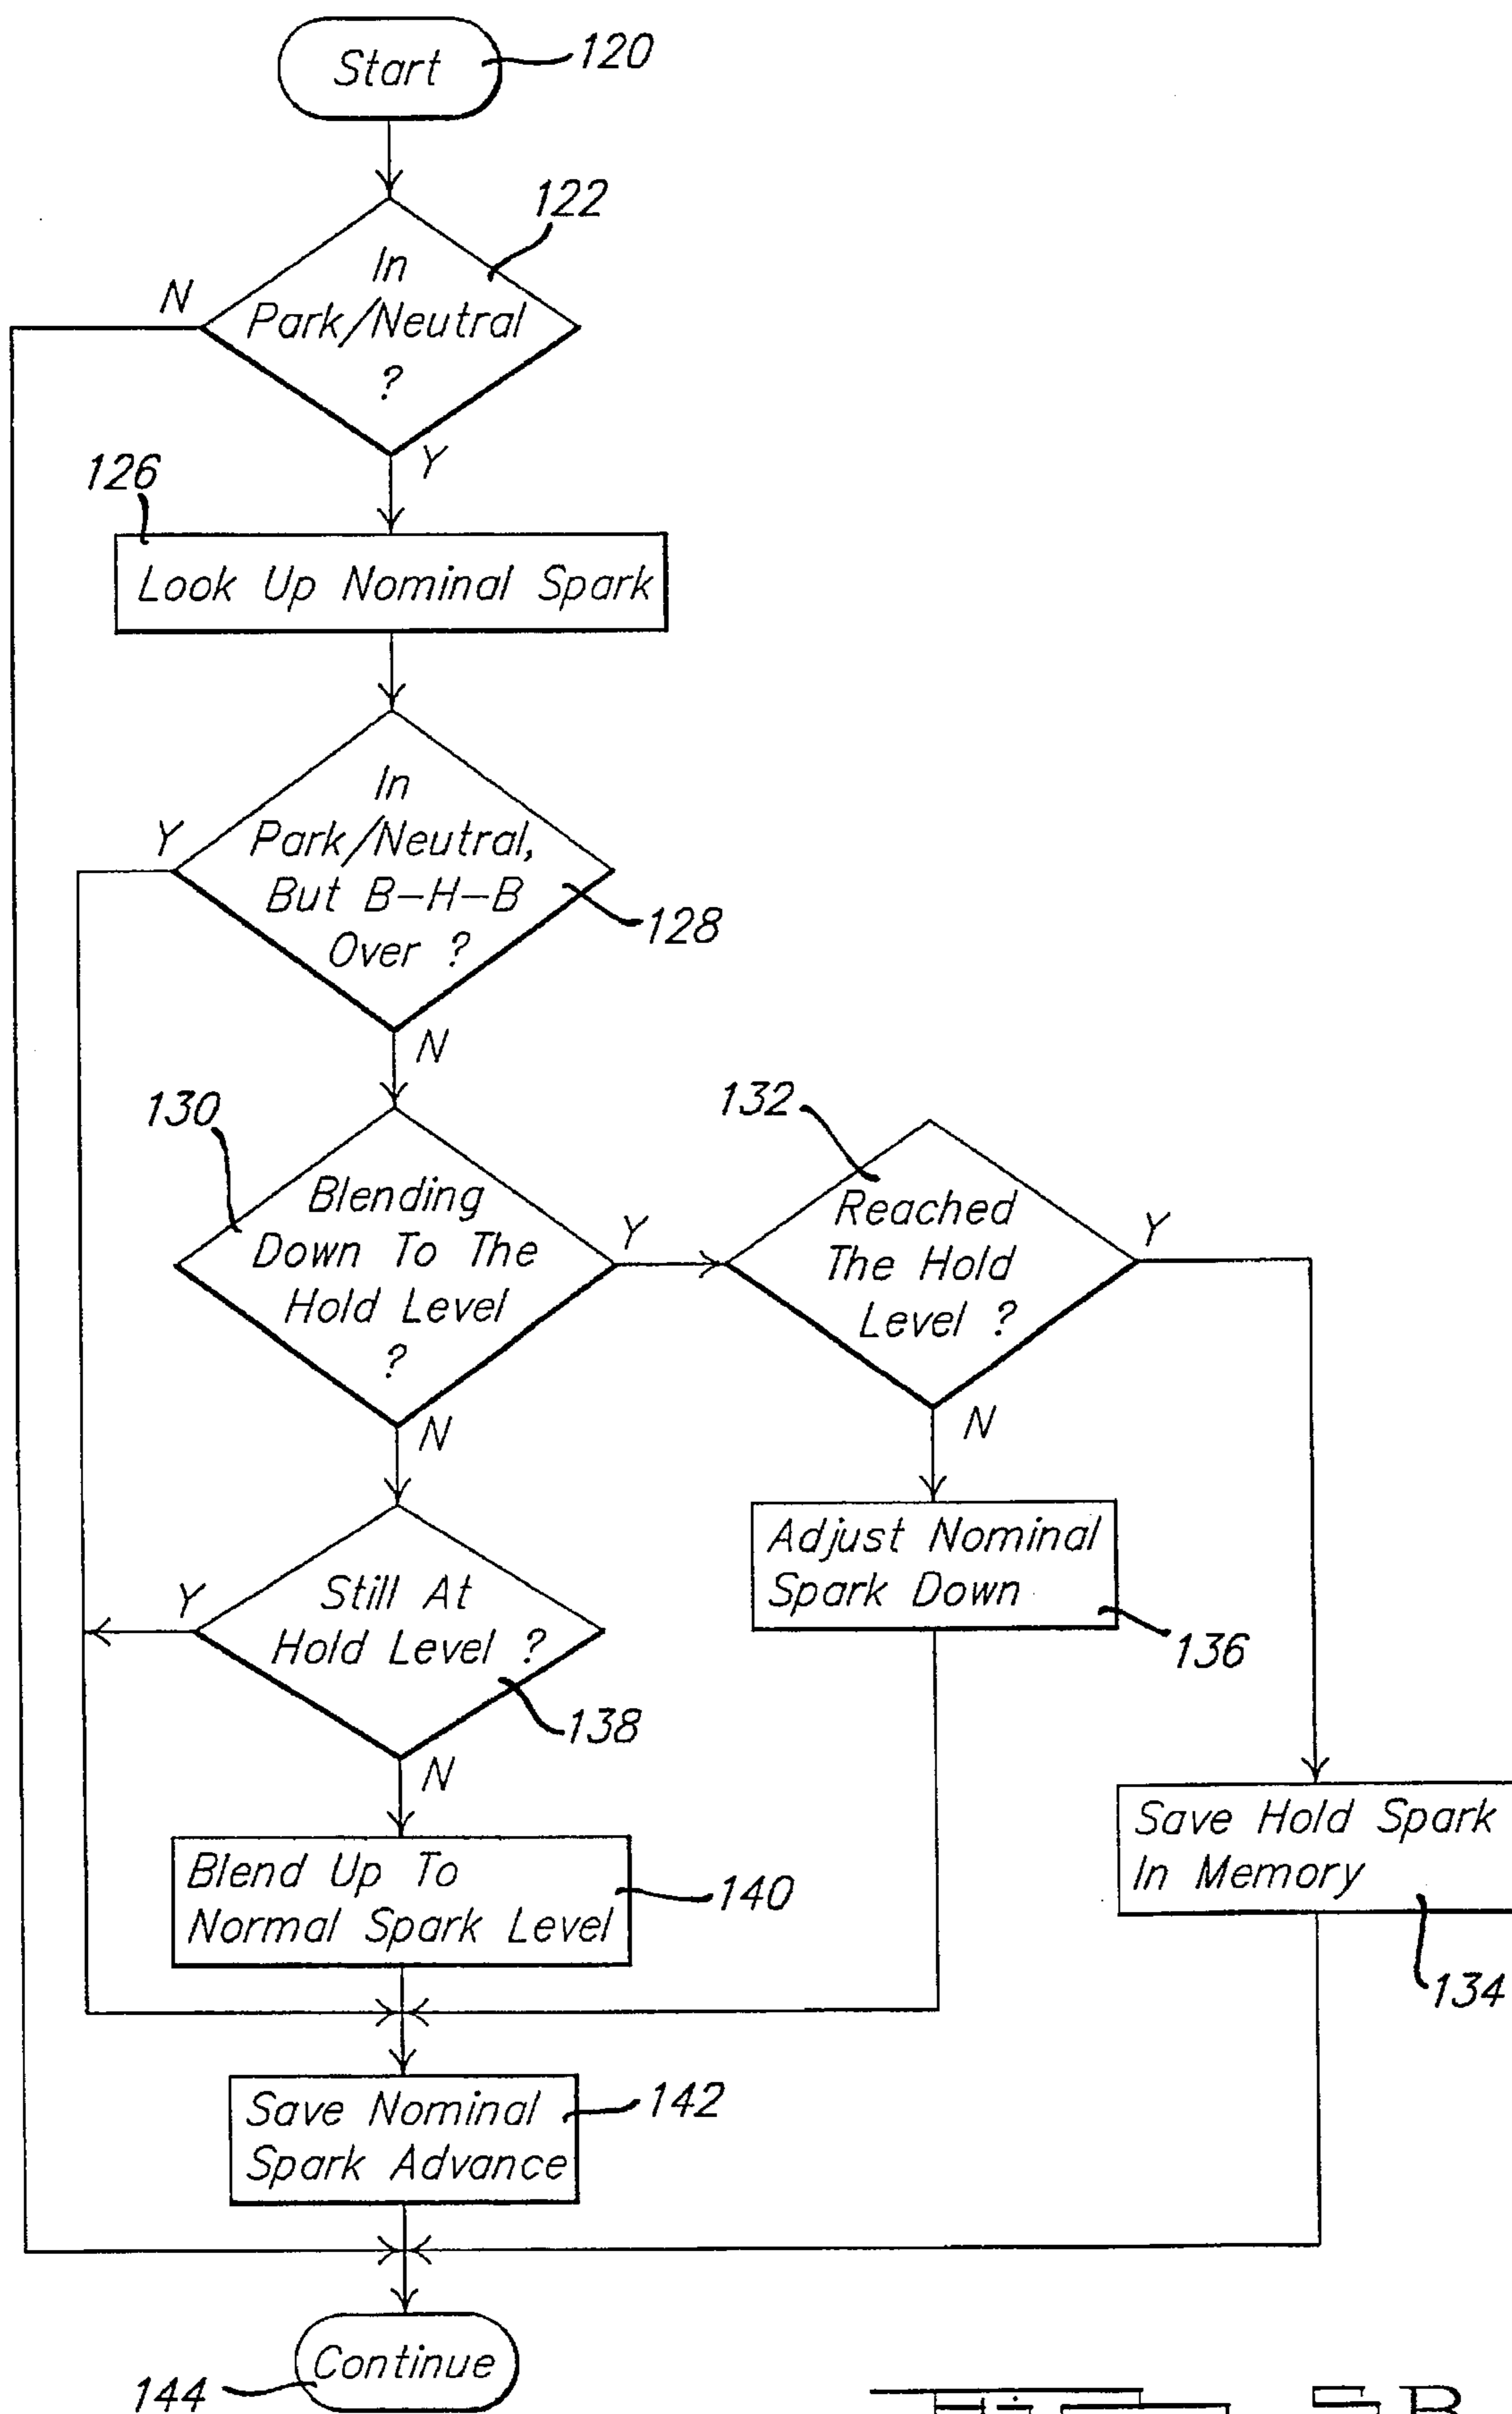 Start
120
122
In
Park/Neutral
?
N
Y
126
Look Up Nominal Spark
In
Park/Neutral,
But B-H-B
Over ?
Y
128
N
130
Blending
Down To The
Hold Level
?
Y
N
132
Reached
The Hold
Level ?
Y
N
Adjust Nominal
Spark Down
136
Still At
Hold Level ?
Y
138
N
Save Hold Spark
In Memory
134
Blend Up To
Normal Spark Level
140
Save Nominal
Spark Advance
142
Continue
144